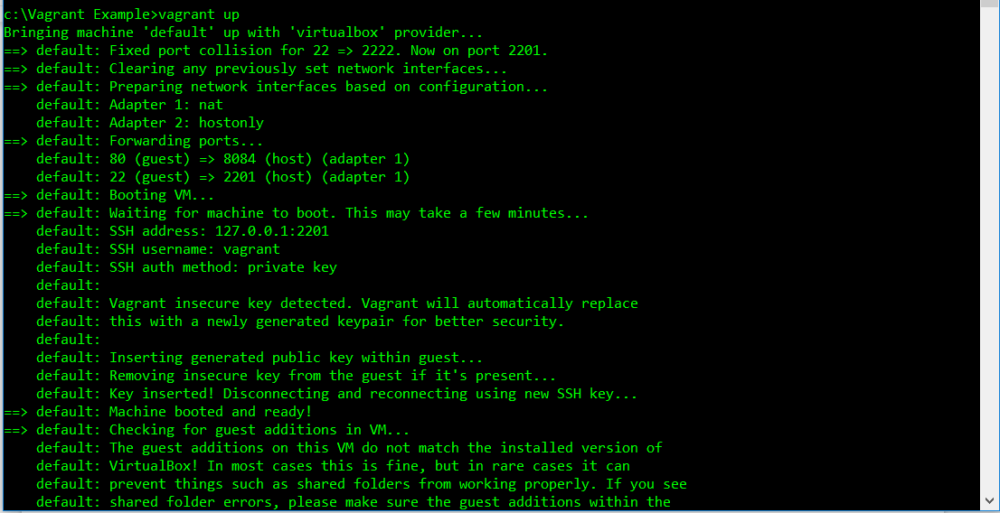 c:\Vagrant Example>vagrant up
Bringing machine 'default' up with 'virtualbox' provider...
==> default: Fixed port collision for 22 => 2222. Now on port 2201.
==> default: Clearing any previously set network interfaces...
==> default: Preparing network interfaces based on configuration...
    default: Adapter 1: nat
    default: Adapter 2: hostonly
==> default: Forwarding ports...
    default: 80 (guest) => 8084 (host) (adapter 1)
    default: 22 (guest) => 2201 (host) (adapter 1)
==> default: Booting VM...
==> default: Waiting for machine to boot. This may take a few minutes...
    default: SSH address: 127.0.0.1:2201
    default: SSH username: vagrant
    default: SSH auth method: private key
    default:
    default: Vagrant insecure key detected. Vagrant will automatically replace
    default: this with a newly generated keypair for better security.
    default:
    default: Inserting generated public key within guest...
    default: Removing insecure key from the guest if it's present...
    default: Key inserted! Disconnecting and reconnecting using new SSH key...
==> default: Machine booted and ready!
==> default: Checking for guest additions in VM...
    default: The guest additions on this VM do not match the installed version of
    default: VirtualBox! In most cases this is fine, but in rare cases it can
    default: prevent things such as shared folders from working properly. If you see
    default: shared folder errors, please make sure the guest additions within the